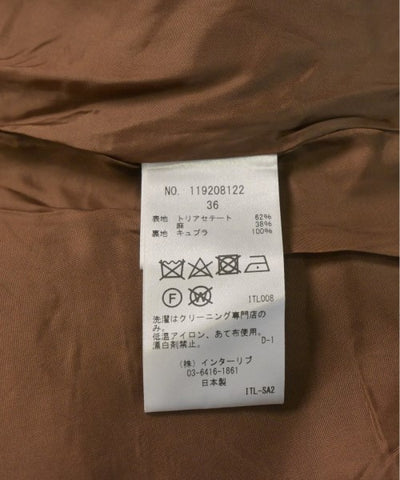 NO. 119208122
36
表地 トリアセテート 62%
麻 38%
裏地 キュプラ 100%
F W
ITL008
洗濯はクリーニング専門店の
み。
低温アイロン、あて布使用。
漂白剤禁止。 D-1
(株) インターリブ
03-6416-1861
日本製
ITL-SA2